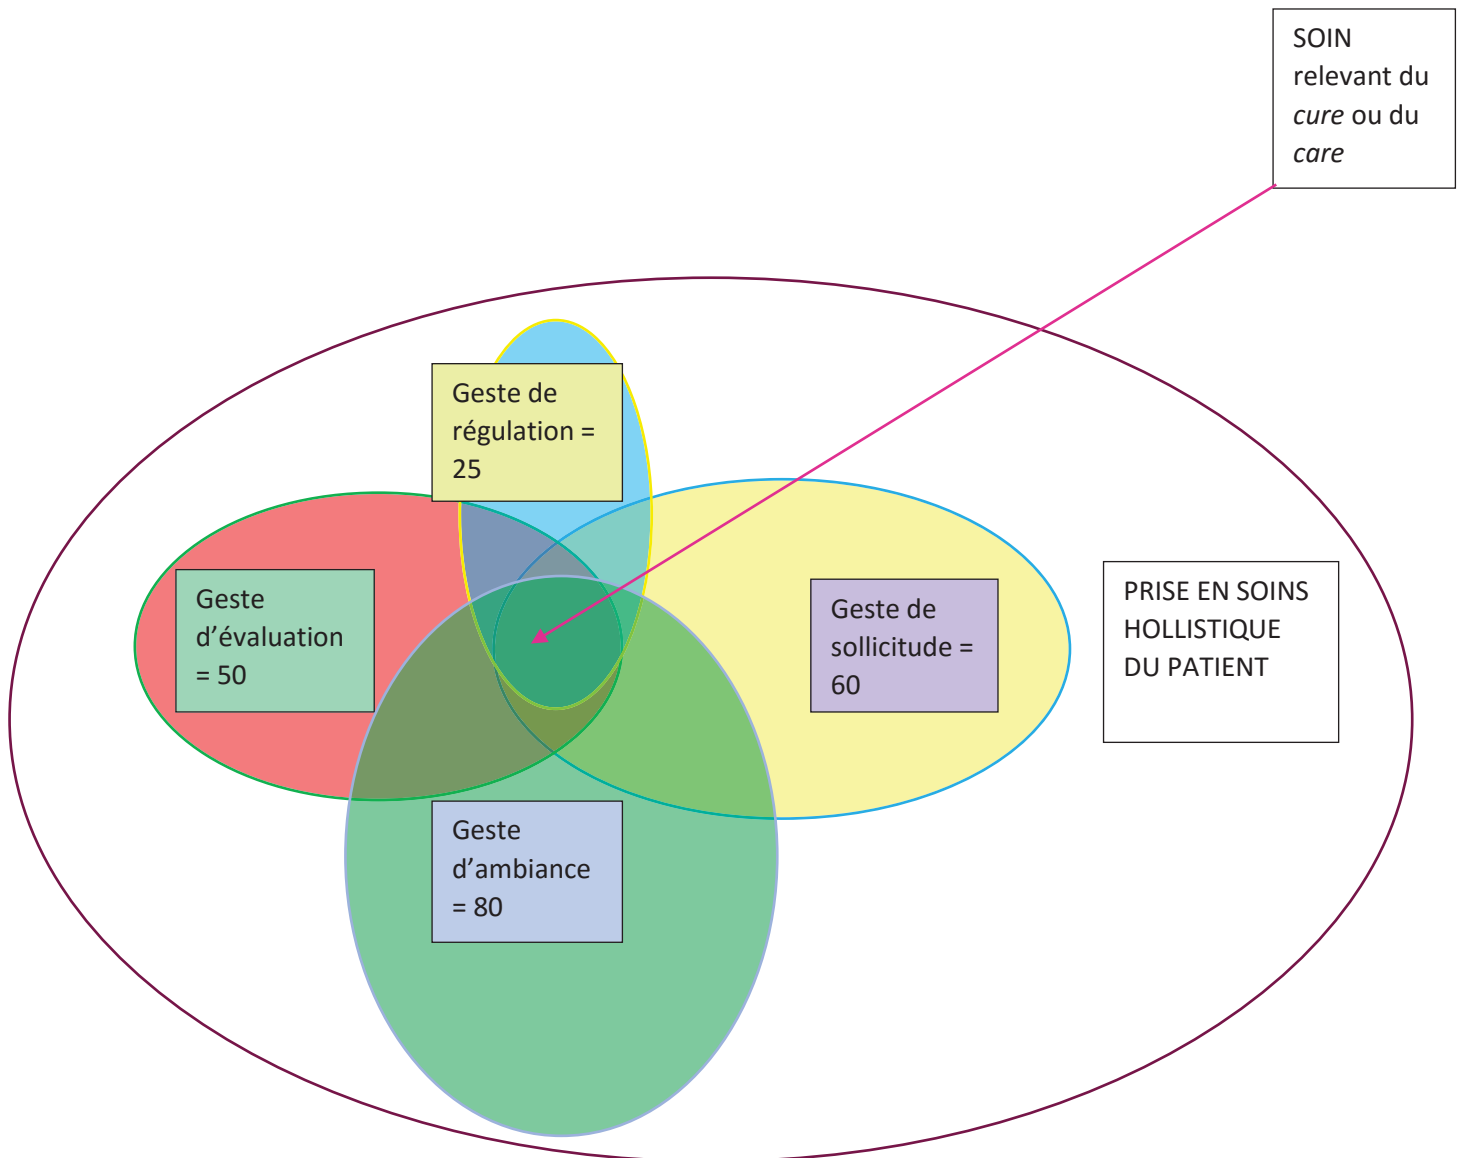 SOIN
relevant du
cure ou du
care
Geste de
régulation =
25
Geste
d’évaluation
= 50
Geste de
sollicitude =
60
PRISE EN SOINS
HOLLISTIQUE
DU PATIENT
Geste
d’ambiance
= 80